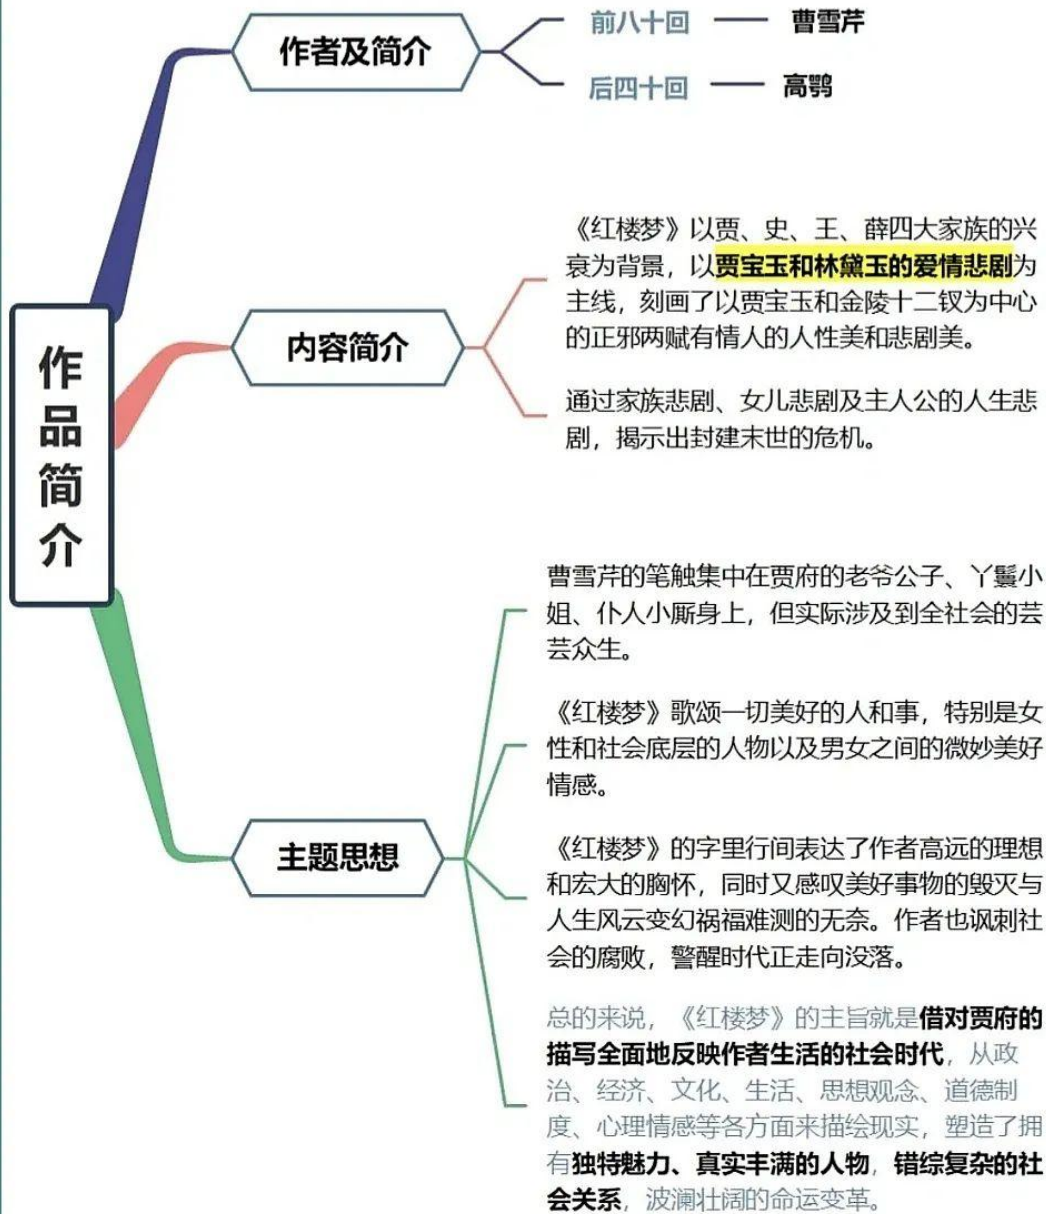 作品简介
作者及简介
前八十回
曹雪芹
后四十回
高鹗
内容简介
《红楼梦》以贾、史、王、薛四大家族的兴
衰为背景，以贾宝玉和林黛玉的爱情悲剧为
主线，刻画了以贾宝玉和金陵十二钗为中心
的正邪两赋有情人的人性美和悲剧美。
通过家族悲剧、女儿悲剧及主人公的人生悲
剧，揭示出封建末世的危机。
主题思想
曹雪芹的笔触集中在贾府的老爷公子、丫鬟小
姐、仆人小厮身上，但实际涉及到全社会的芸
芸众生。
《红楼梦》歌颂一切美好的人和事，特别是女
性和社会底层的人物以及男女之间的微妙美好
情感。
《红楼梦》的字里行间表达了作者高远的理想
和宏大的胸怀，同时又感叹美好事物的毁灭与
人生风云变幻祸福难测的无奈。作者也讽刺社
会的腐败，警醒时代正走向没落。
总的来说，《红楼梦》的主旨就是借对贾府的
描写全面地反映作者生活的社会时代，从政
治、经济、文化、生活、思想观念、道德制
度、心理情感等各方面来描绘现实，塑造了拥
有独特魅力、真实丰满的人物，错综复杂的社
会关系，波澜壮阔的命运变革。